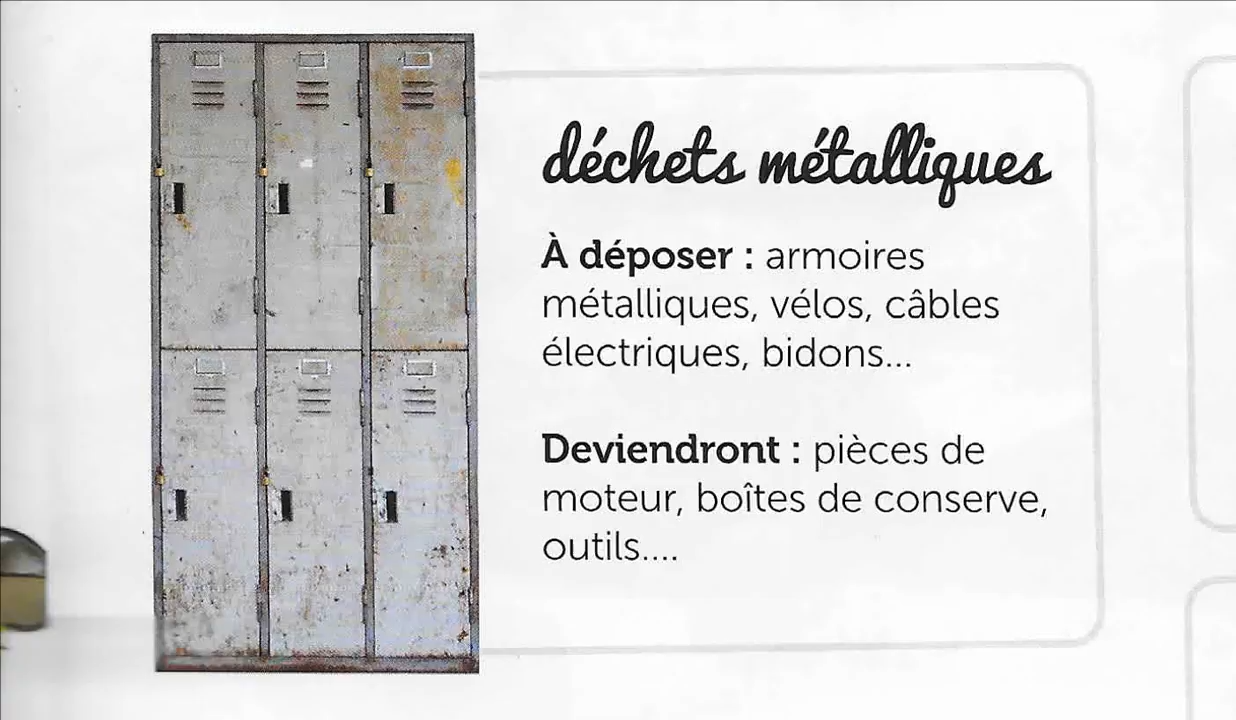 déchets métalliques
À déposer : armoires
métalliques, vélos, câbles
électriques, bidons...
Deviendront : pièces de
moteur, boîtes de conserve,
outils....